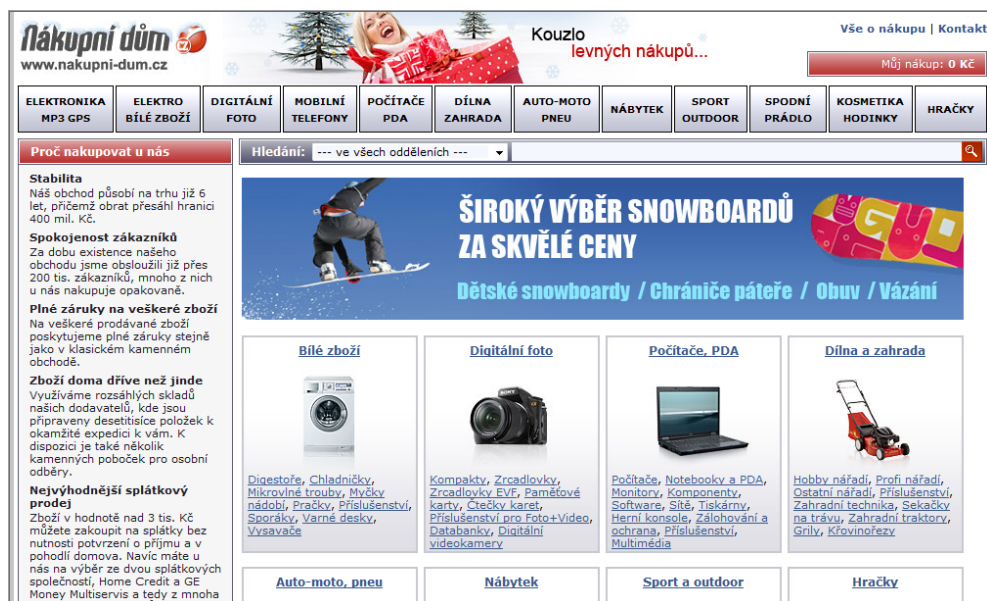 Nákupní dům cz
www.nakupni-dum.cz
Kouzlo
levných nákupů...
Vše o nákupu | Kontakt
Můj nákup: 0 Kč
ELEKTRONIKA
MP3 GPS
ELEKTRO
BÍLÉ ZBOŽÍ
DIGITÁLNÍ
FOTO
MOBILNÍ
TELEFONY
POČÍTAČE
PDA
DÍLNA
ZAHRADA
AUTO-MOTO
PNEU
NÁBYTEK
SPORT
OUTDOOR
SPODNÍ
PRÁDLO
KOSMETIKA
HODINKY
HRAČKY
Proč nakupovat u nás
Stabilita
Náš obchod působí na trhu již 6
let, přičemž obrat přesáhl hranici
400 mil. Kč.
Spokojenost zákazníků
Za dobu existence našeho
obchodu jsme obsloužili již přes
200 tis. zákazníků, mnoho z nich
u nás nakupuje opakovaně.
Plné záruky na veškeré zboží
Na veškeré prodávané zboží
poskytujeme plné záruky stejně
jako v klasickém kamenném
obchodě.
Zboží doma dříve než jinde
Využíváme rozsáhlých skladů
našich dodavatelů, kde jsou
připraveny desetitisíce položek k
okamžité expedici k vám. K
dispozici je také několik
kamenných poboček pro osobní
odběry.
Nejvýhodnější splátkový
prodej
Zboží v hodnotě nad 3 tis. Kč
můžete zakoupit na splátky bez
nutnosti potvrzení o příjmu a v
pohodlí domova. Navíc máte u
nás na výběr ze dvou splátkových
společností, Home Credit a GE
Money Multiservis a tedy z mnoha
Hledání: --- ve všech odděleních ---
ŠIROKÝ VÝBĚR SNOWBOARDŮ
ZA SKVĚLÉ CENY
Dětské snowboardy / Chrániče páteře / Obuv / Vázání
Bílé zboží
Digestoře, Chladničky,
Mikrovlné trouby, Myčky
nádobí, Pračky, Příslušenství,
Sporáky, Varné desky,
Vysavače
Digitální foto
SONY
Kompakty, Zrcadlovky,
Zrcadlovky EVF, Paměťové
karty, Čtečky karet,
Příslušenství pro Foto+Video,
Databanky, Digitální
videokamery
Počítače, PDA
Počítače, Notebooky a PDA,
Monitory, Komponenty,
Software, Sítě, Tiskárny,
Herní konsole, Zálohování a
ochrana, Příslušenství,
Multimédia
Dílna a zahrada
Hobby nářadí, Profi nářadí,
Ostatní nářadí, Příslušenství,
Zahradní technika, Sekačky
na trávu, Zahradní traktory,
Grily, Křovinořezy
Auto-moto, pneu
Nábytek
Sport a outdoor
Hračky